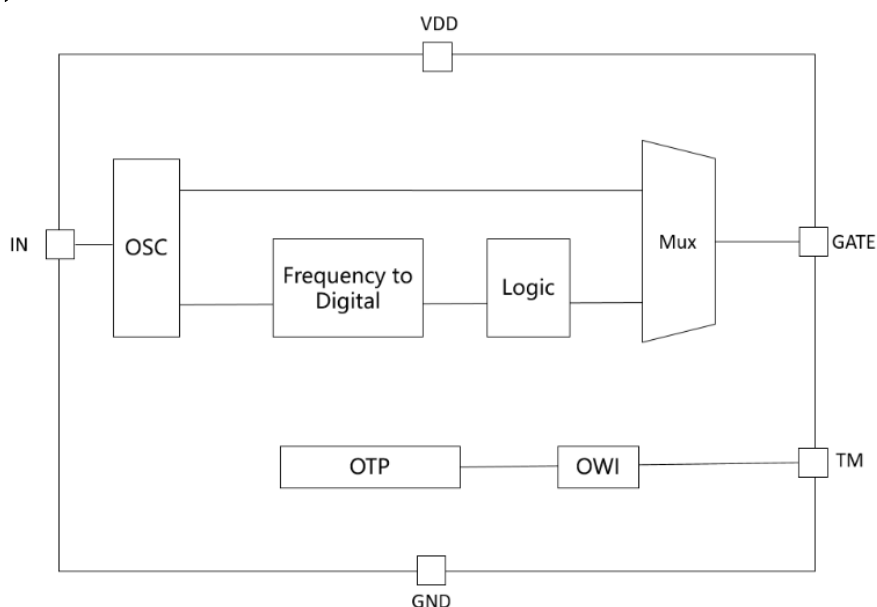 VDD
IN
OSC
Frequency to
Digital
Logic
Mux
GATE
OTP
OWI
TM
GND